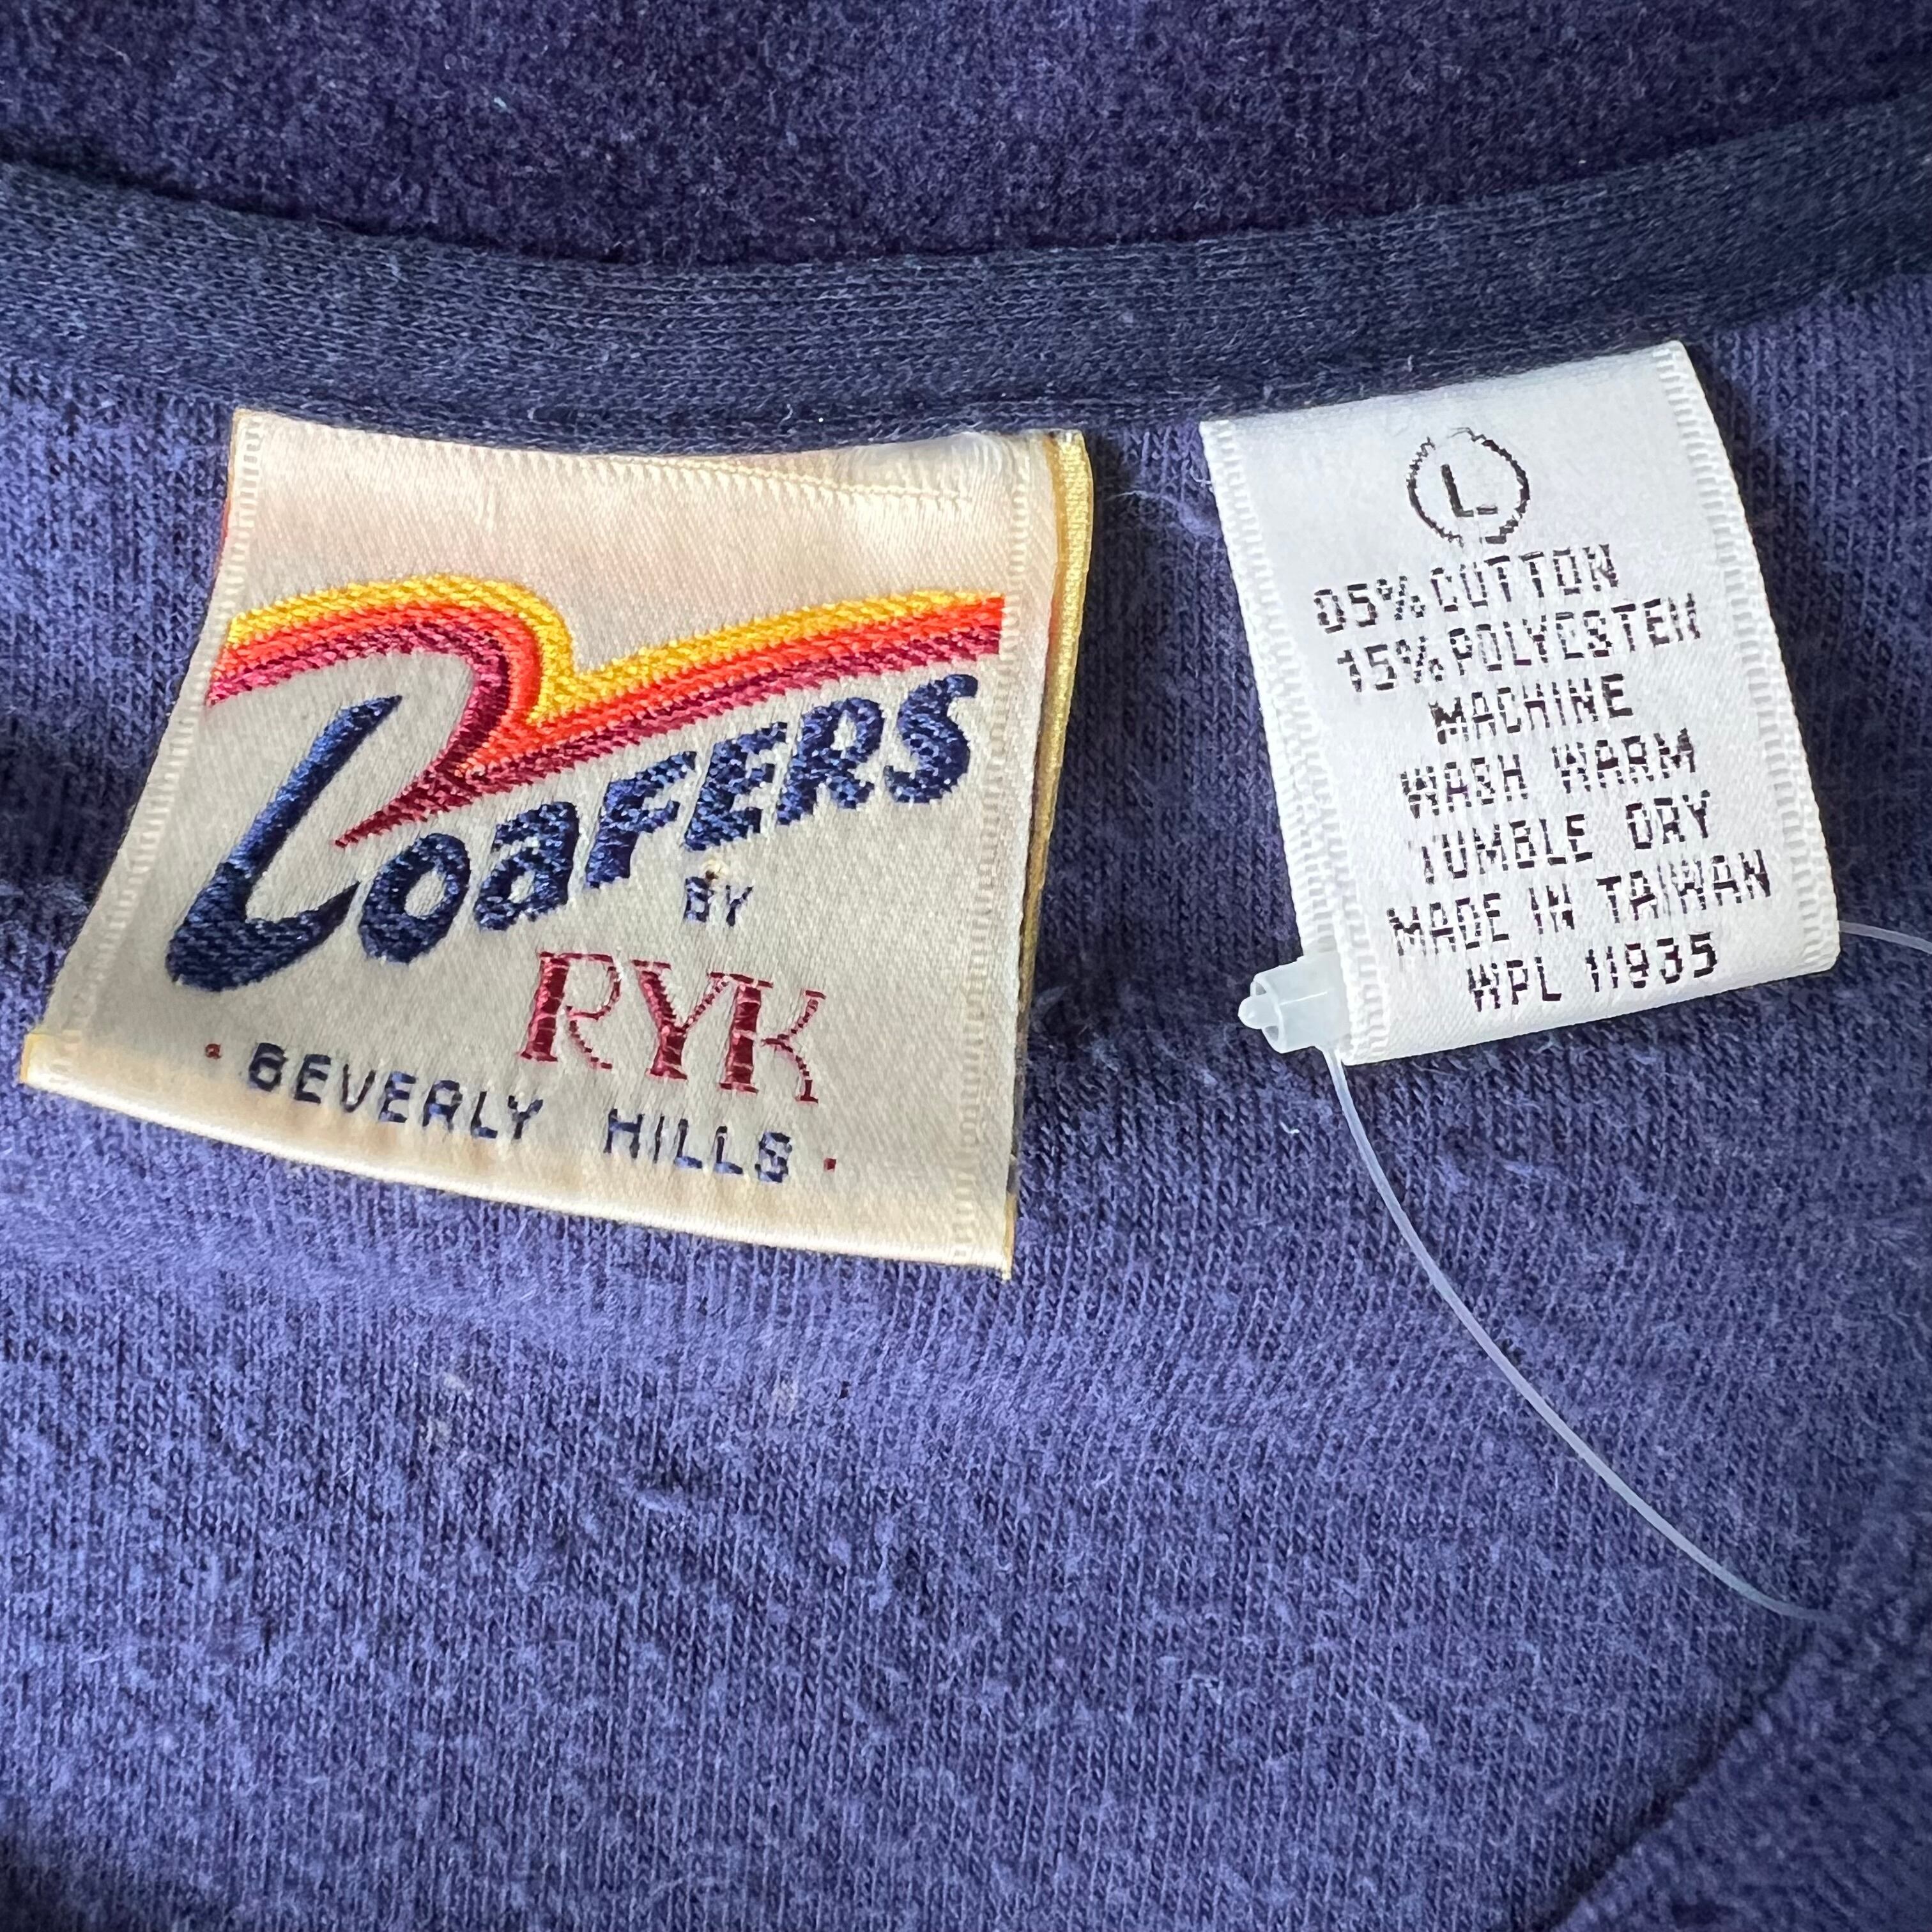 Loafers
BY
RYK
· BEVERLY HILLS ·
L
85% COTTON
15% POLYESTER
MACHINE
WASH WARM
TUMBLE DRY
MADE IN TAIWAN
WPL 11935